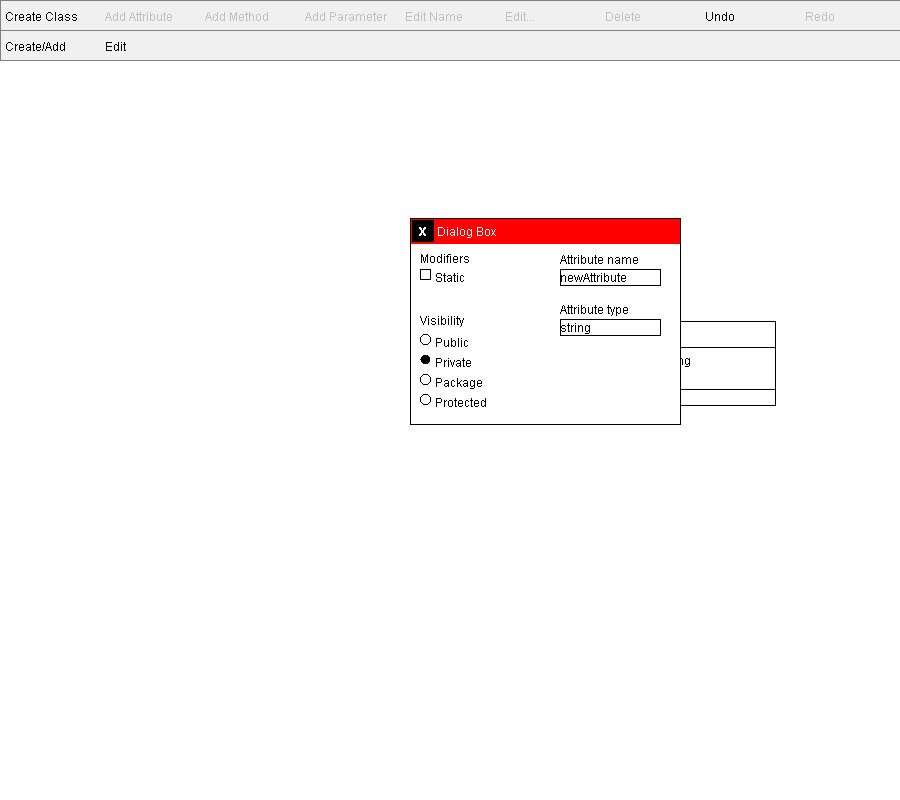 Create Class Add Attribute Add Method Add Parameter Edit Name Edit... Delete Undo Redo
Create/Add Edit
X Dialog Box
Modifiers
Static
Attribute name
newAttribute
Attribute type
string
Visibility
Public
Private
Package
Protected